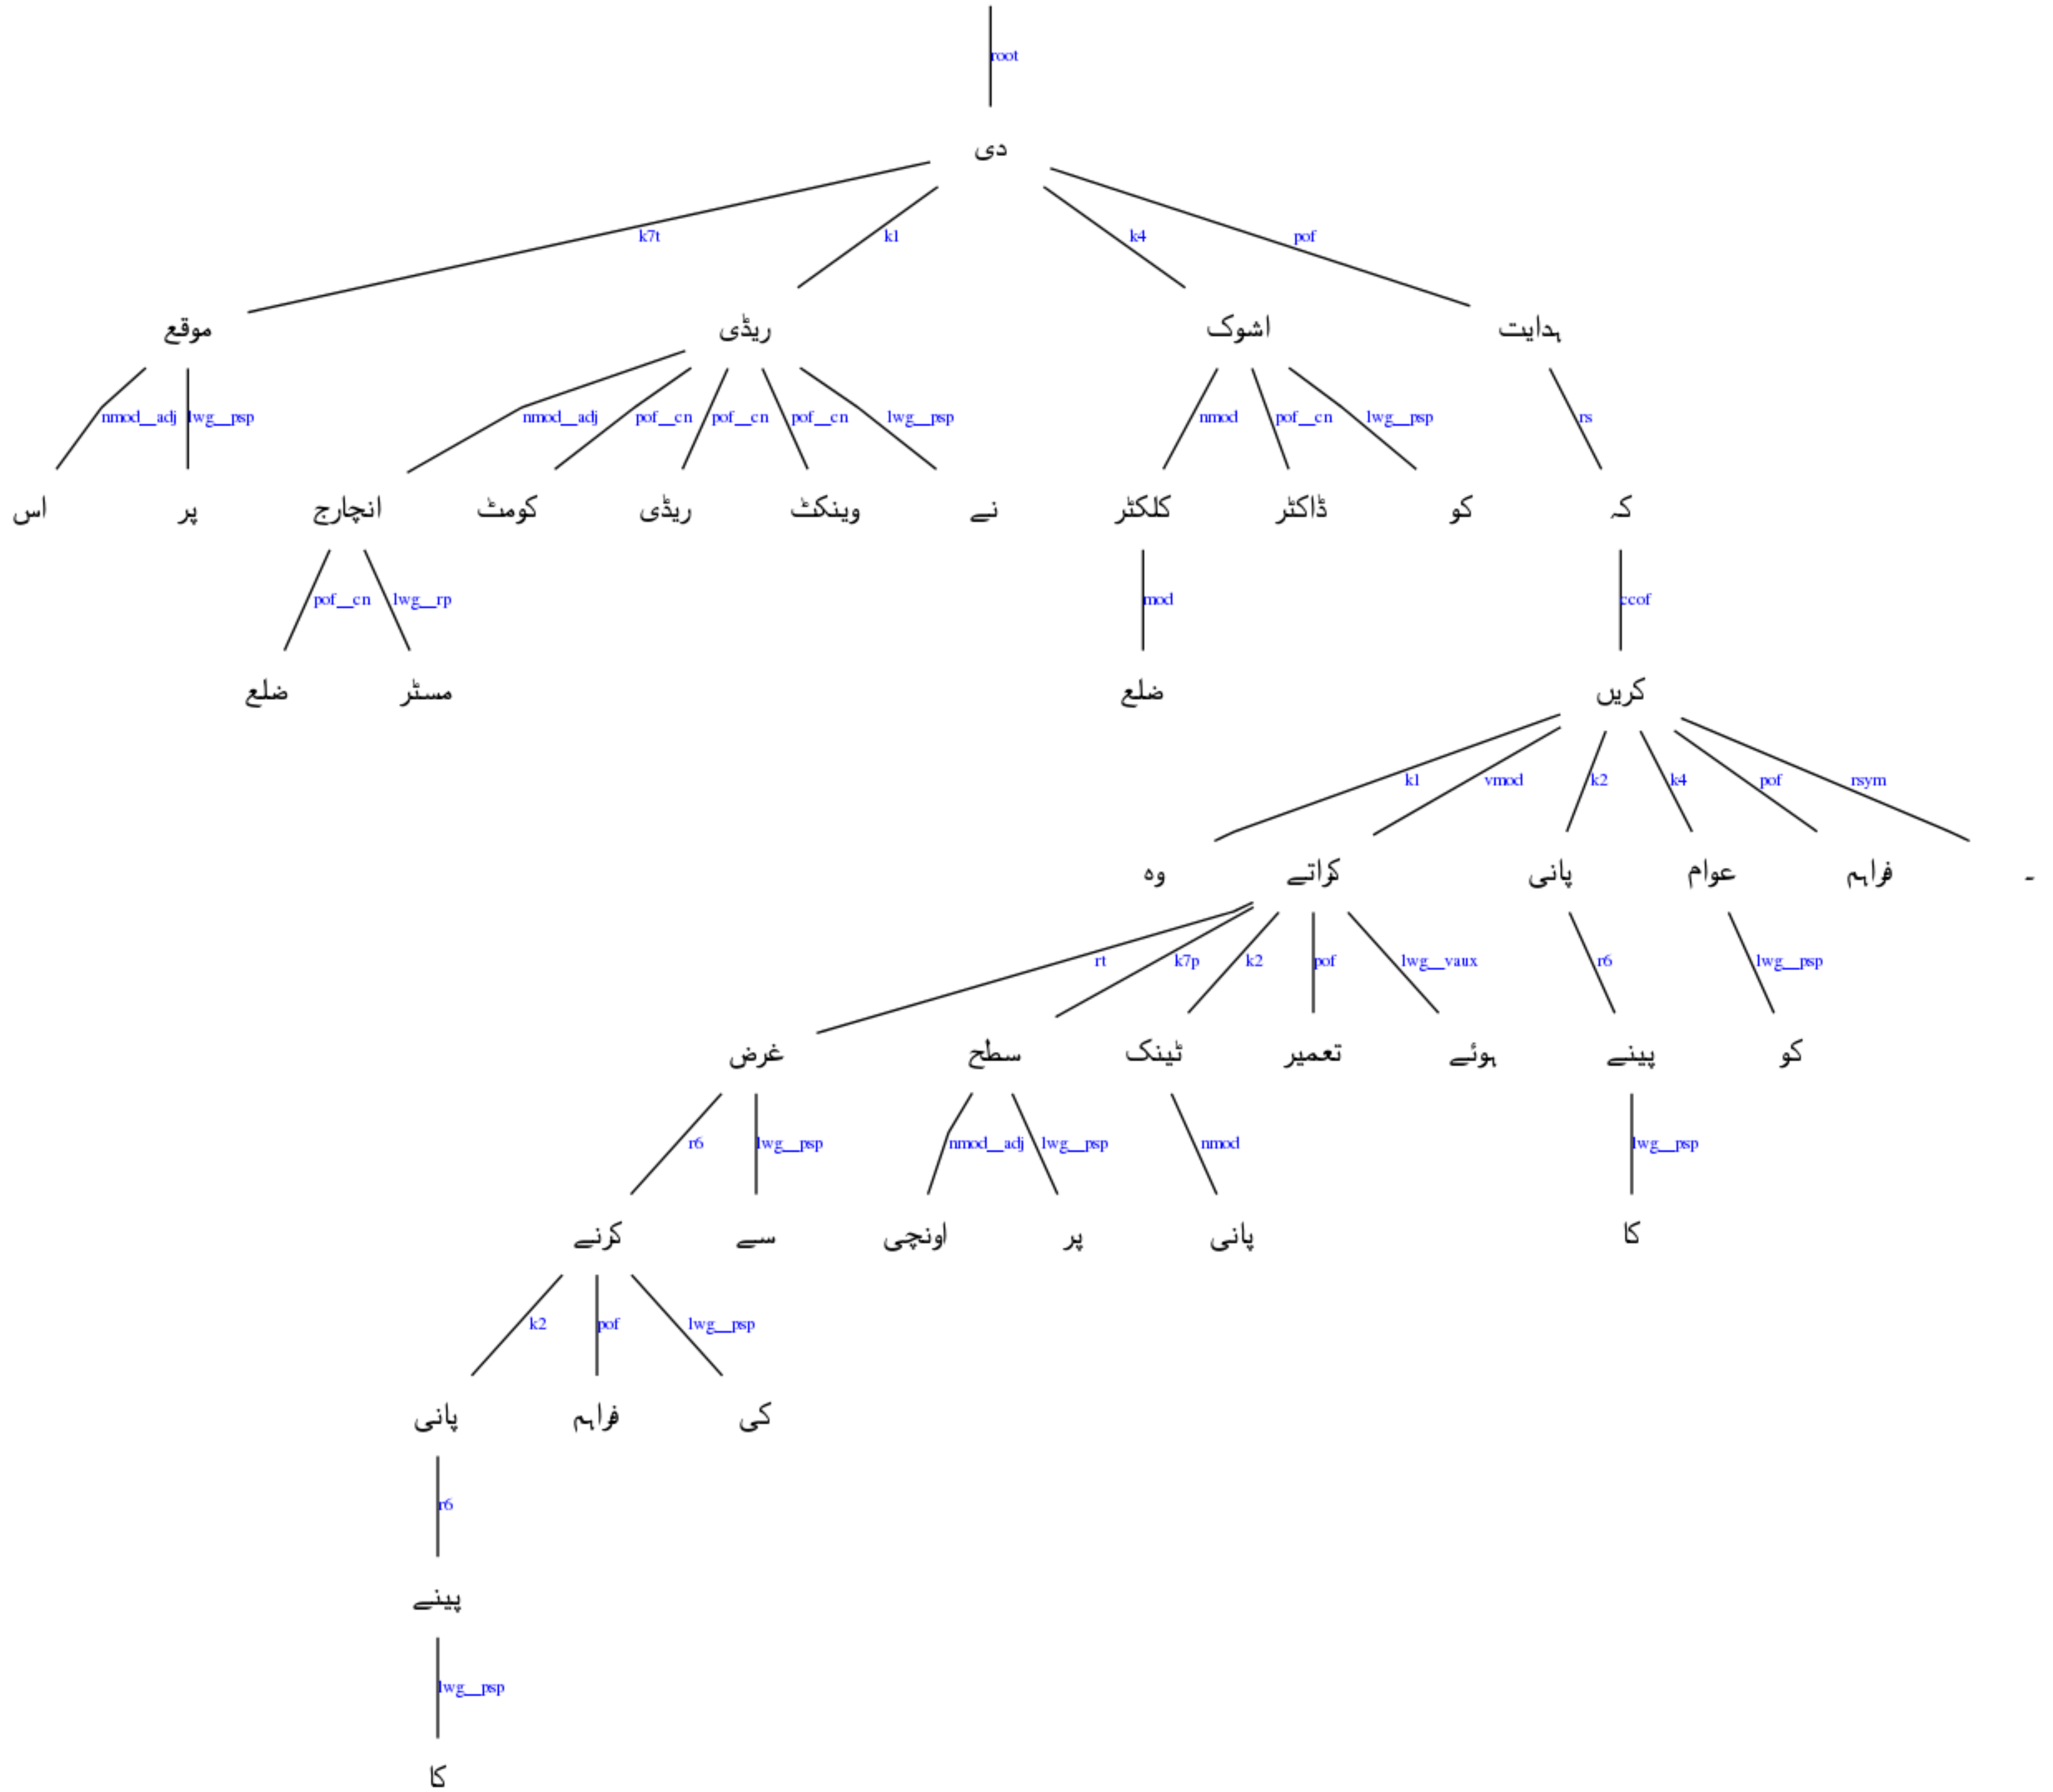 root
دی
k7t k1 k4 pof
موقع ریڈی اشوک ہدایت
nmod__adj lwg__psp nmod__adj pof__cn pof__cn pof__cn lwg__psp nmod pof__cn lwg__psp rs
اس پر انچارج کومٹ ریڈی وینکٹ نے کلکٹر ڈاکٹر کو کہ
pof__cn lwg__rp mod ccof
ضلع مسٹر ضلع کریں
k1 vmod k2 k4 pof rsym
وہ کراتے پانی عوام فراہم ۔
rt k7p k2 pof lwg__vaux r6 lwg__psp
غرض سطح ٹینک تعمیر ہوئے پینے کو
r6 lwg__psp nmod__adj lwg__psp nmod lwg__psp
کرنے سے اونچی پر پانی کا
k2 pof lwg__psp
پانی فراہم کی
r6
پینے
lwg__psp
کا